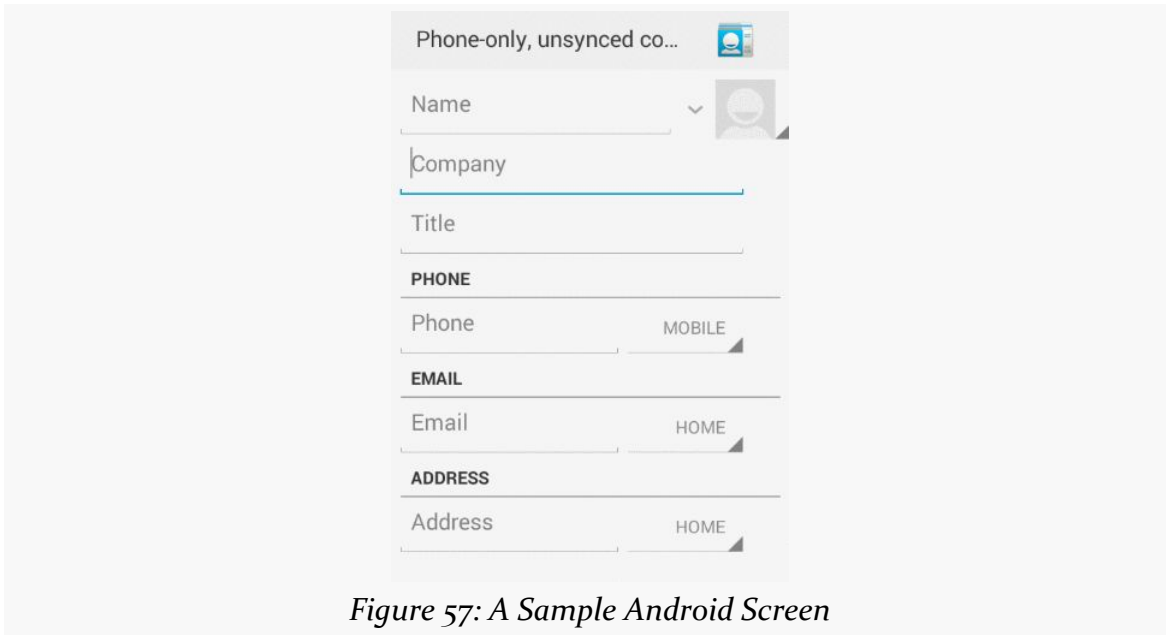 Phone-only, unsynced co...
Name
Company
Title
PHONE
Phone MOBILE
EMAIL
Email HOME
ADDRESS
Address HOME
Figure 57: A Sample Android Screen